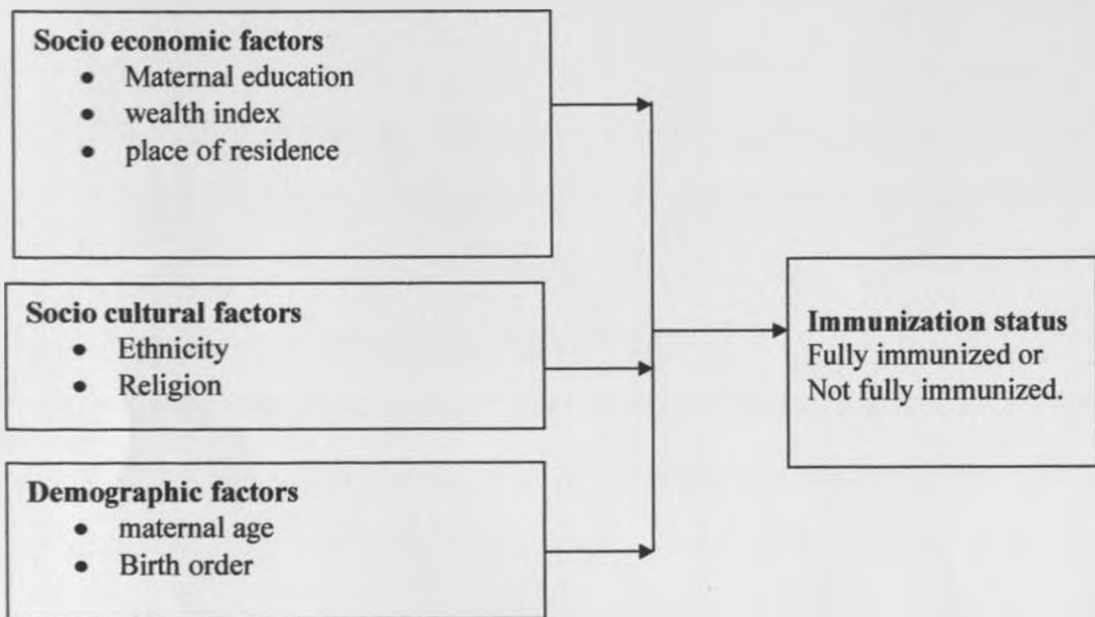 Socio economic factors
• Maternal education
• wealth index
• place of residence
Socio cultural factors
• Ethnicity
• Religion
Demographic factors
• maternal age
• Birth order
Immunization status
Fully immunized or
Not fully immunized.